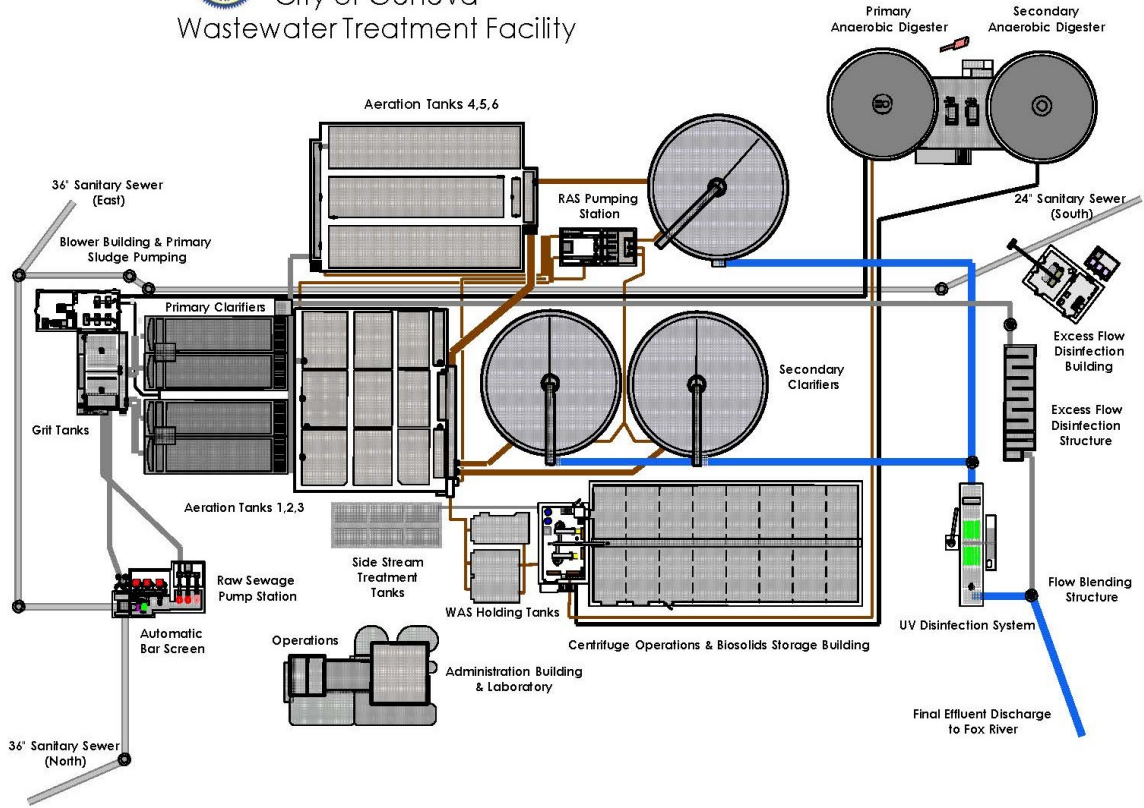 Wastewater Treatment Facility
Primary
Anaerobic Digester
Secondary
Anaerobic Digester
Aeration Tanks 4,5,6
36" Sanitary Sewer
(East)
RAS Pumping
Station
24" Sanitary Sewer
(South)
Blower Building & Primary
Sludge Pumping
Primary Clarifiers
Excess Flow
Disinfection
Building
Secondary
Clarifiers
Grit Tanks
Excess Flow
Disinfection
Structure
Aeration Tanks 1,2,3
Side Stream
Treatment
Tanks
WAS Holding Tanks
Raw Sewage
Pump Station
Flow Blending
Structure
UV Disinfection System
Automatic
Bar Screen
Operations
Centrifuge Operations & Biosolids Storage Building
Administration Building
& Laboratory
Final Effluent Discharge
to Fox River
36" Sanitary Sewer
(North)